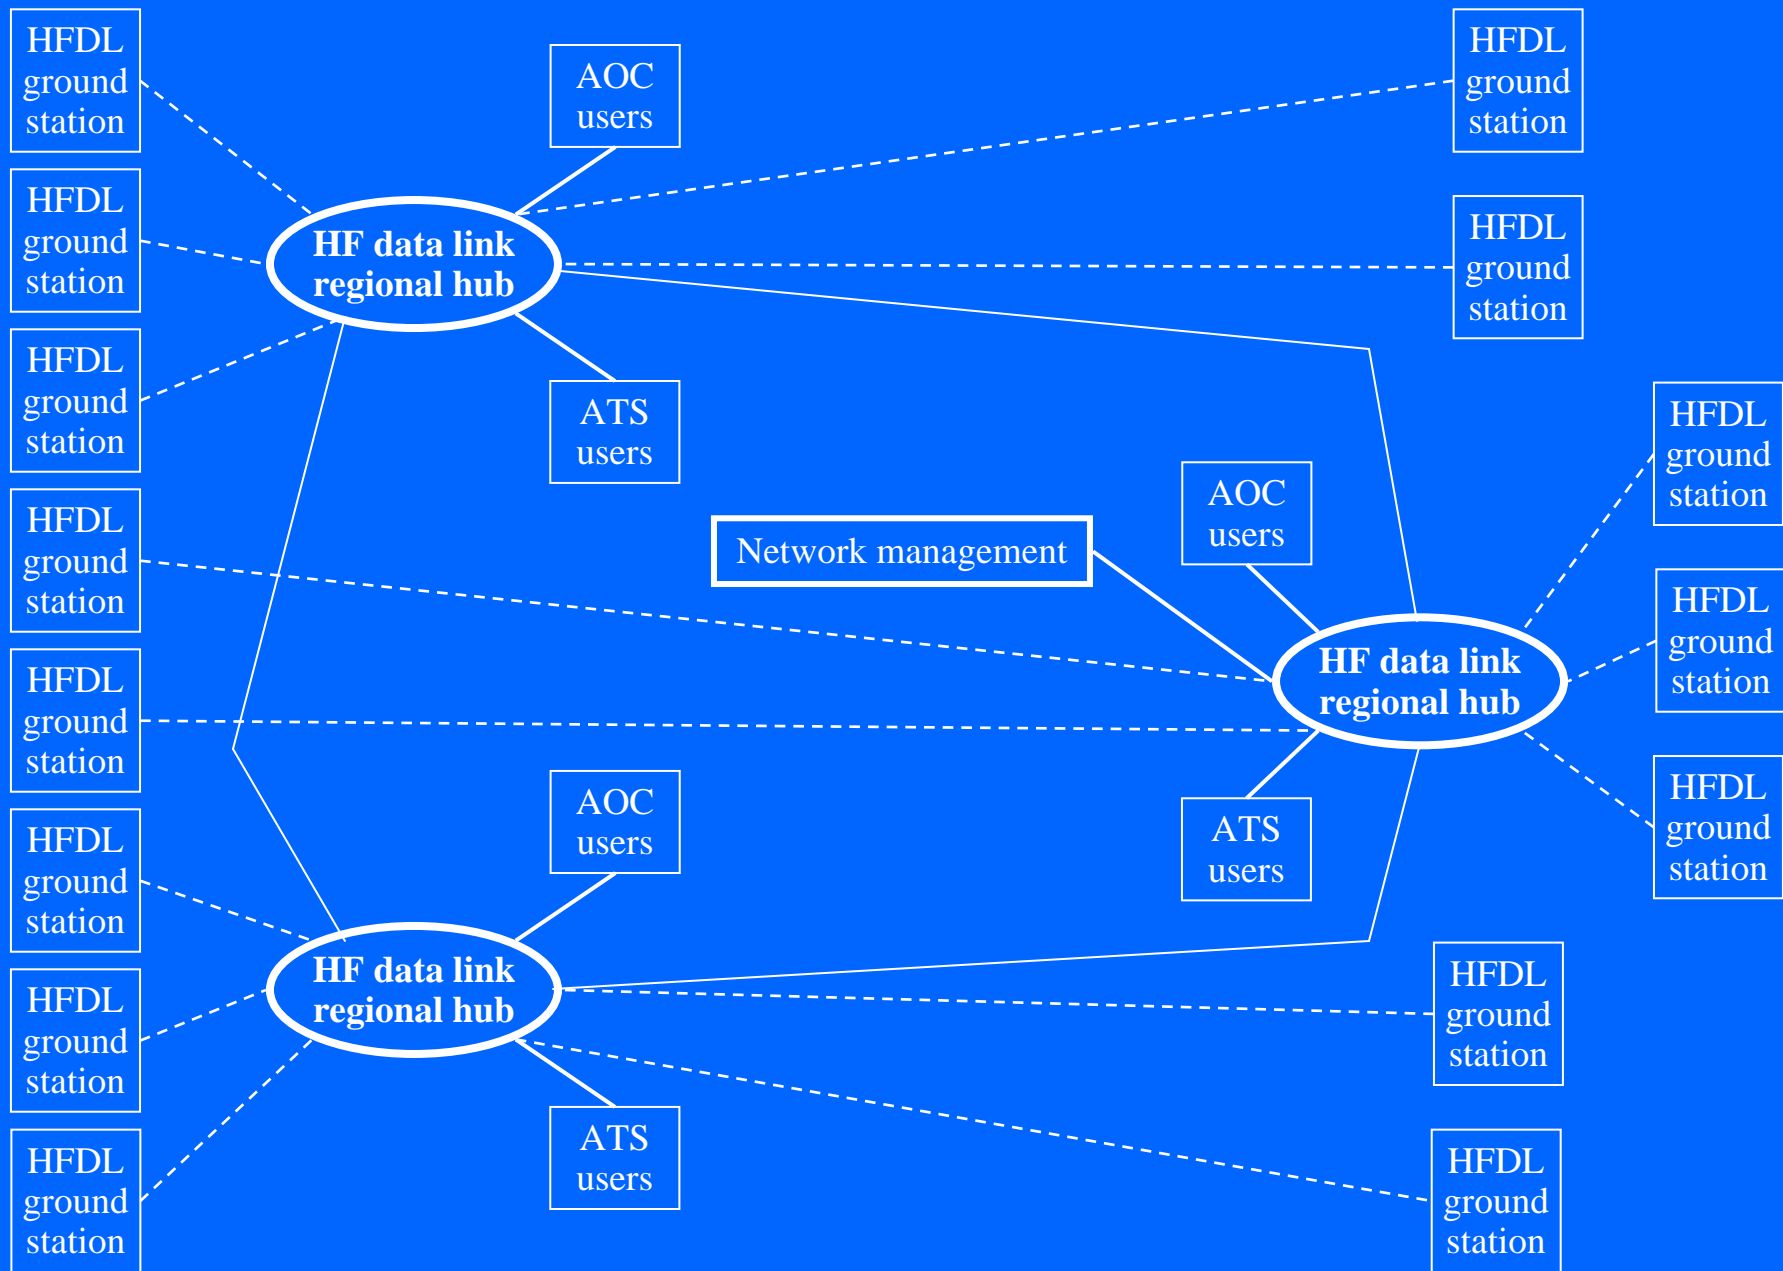 HFDL
ground
station
AOC
users
HFDL
ground
station
HFDL
ground
station
HF data link
regional hub
HFDL
ground
station
HFDL
ground
station
ATS
users
HFDL
ground
station
HFDL
ground
station
Network management
AOC
users
HFDL
ground
station
HFDL
ground
station
HF data link
regional hub
AOC
users
ATS
users
HFDL
ground
station
HFDL
ground
station
HF data link
regional hub
HFDL
ground
station
HFDL
ground
station
ATS
users
HFDL
ground
station
HFDL
ground
station